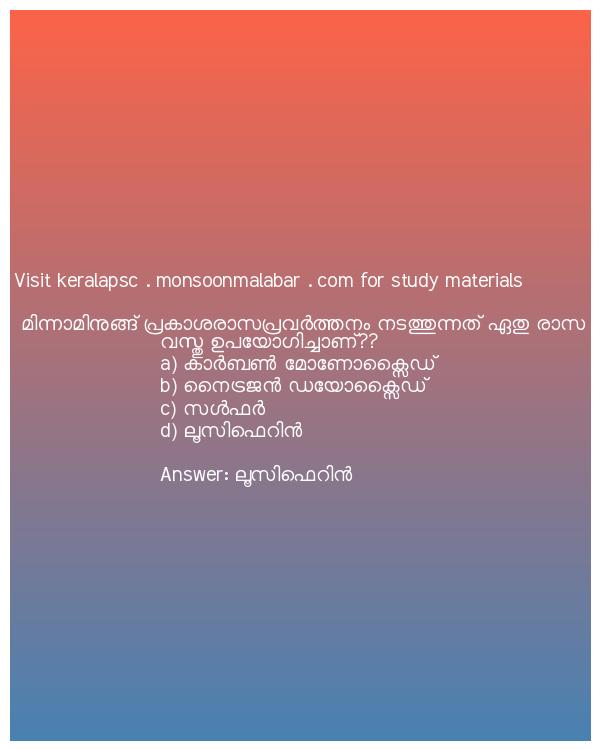 Visit keralapsc . monsoonmalabar . com for study materials
മിന്നാമിനുങ്ങ് പ്രകാശരാസപ്രവർത്തനം നടത്തുന്നത് ഏതു രാസ
വസ്തു ഉപയോഗിച്ചാണ്??
a) കാർബൺ മോണോക്സൈഡ്
b) നൈട്രജൻ ഡയോക്സൈഡ്
c) സൾഫർ
d) ലൂസിഫെറിൻ
Answer: ലൂസിഫെറിൻ